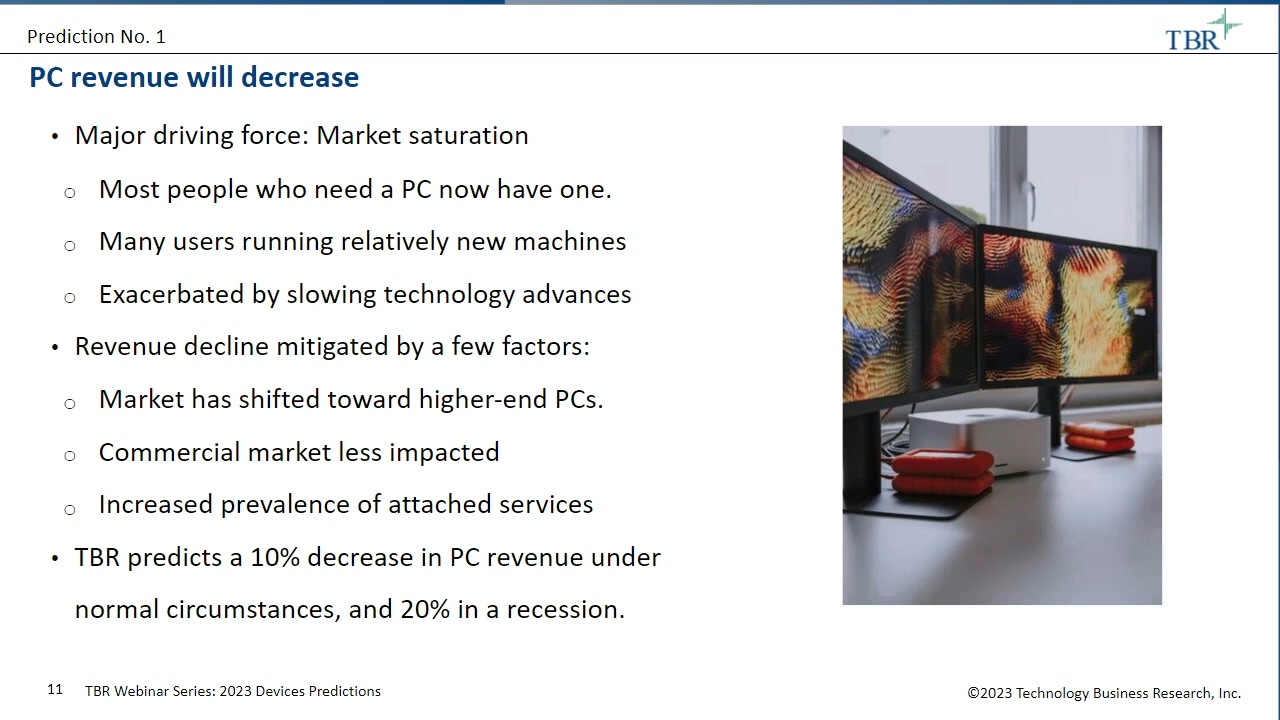 Prediction No. 1
TBR
PC revenue will decrease
• Major driving force: Market saturation
○ Most people who need a PC now have one.
○ Many users running relatively new machines
○ Exacerbated by slowing technology advances
• Revenue decline mitigated by a few factors:
○ Market has shifted toward higher-end PCs.
○ Commercial market less impacted
○ Increased prevalence of attached services
• TBR predicts a 10% decrease in PC revenue under
normal circumstances, and 20% in a recession.
11 TBR Webinar Series: 2023 Devices Predictions
©2023 Technology Business Research, Inc.